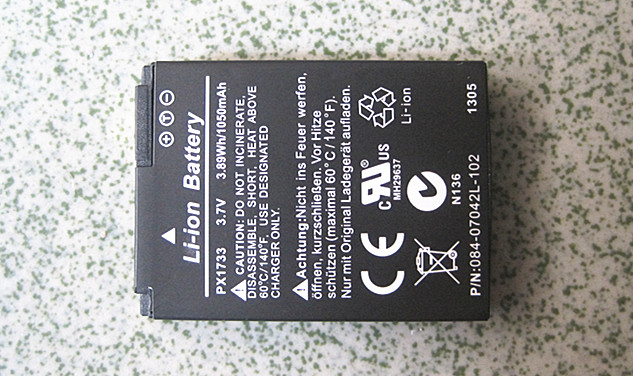 Li-ion Battery
PX1733 3.7V 3.89Wh/1050mAh
CAUTION: DO NOT INCINERATE,
DISASSEMBLE, SHORT, HEAT ABOVE
60°C/140°F. USE DESIGNATED
CHARGER ONLY.
Achtung:Nicht ins Feuer werfen,
öffnen, kurzschließen. Vor Hitze
schützen (maximal 60°C/140°F).
Nur mit Original Ladegerät aufladen.
CE c RU US
MH29637
Li-ion
N136
P/N:084-07042L-102 1305